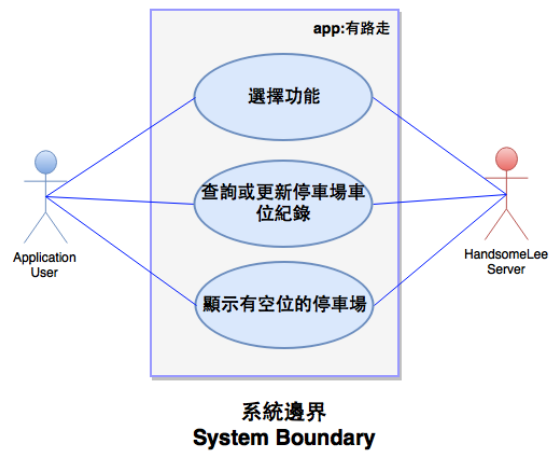 app:有路走
選擇功能
查詢或更新停車場車
位紀錄
顯示有空位的停車場
Application
User
HandsomeLee
Server
系統邊界
System Boundary